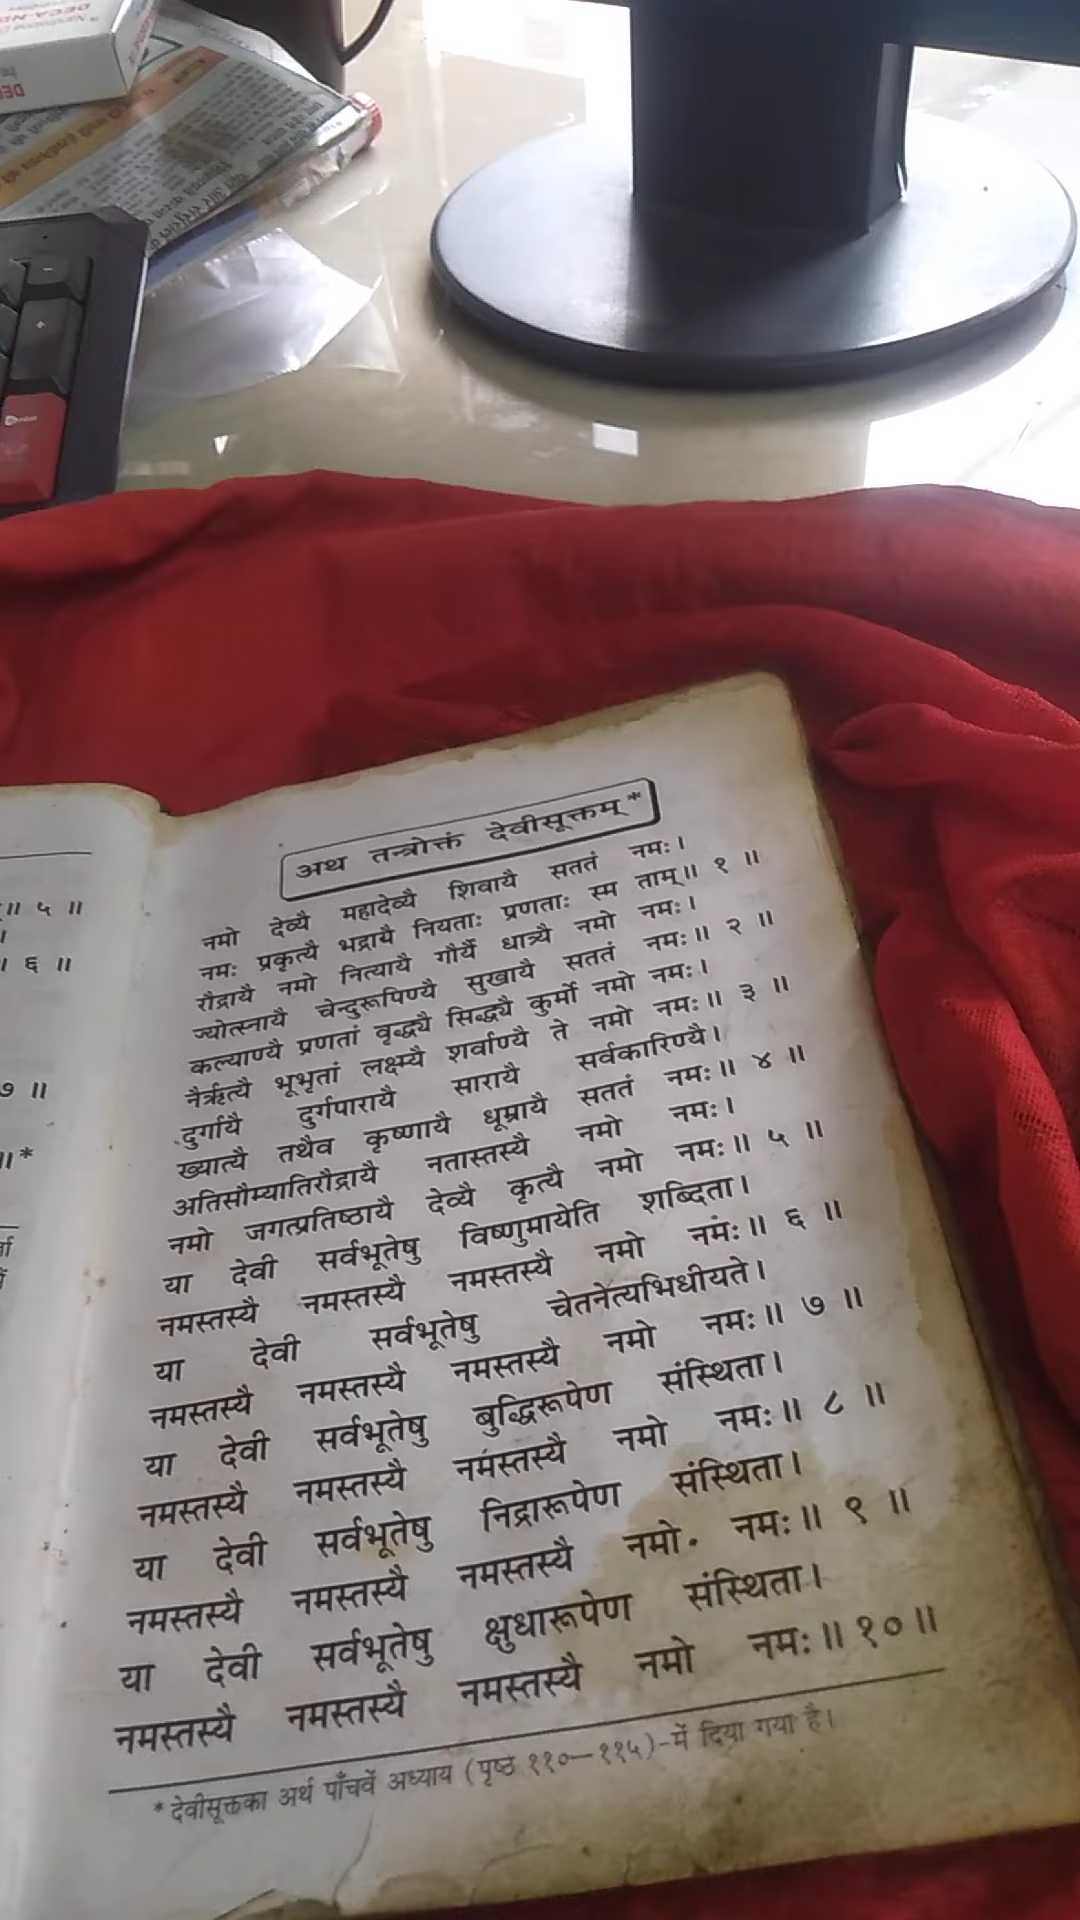 DECA-ND
अथ तन्त्रोक्तं देवीसूक्तम्*
नमो देव्यै महादेव्यै शिवायै सततं नमः।
नमः प्रकृत्यै भद्रायै नियताः प्रणताः स्म ताम्॥ १ ॥
रौद्रायै नमो नित्यायै गौर्यै धात्र्यै नमो नमः।
ज्योत्स्नायै चेन्दुरूपिण्यै सुखायै सततं नमः॥ २ ॥
कल्याण्यै प्रणतां वृद्ध्यै सिद्ध्यै कुर्मो नमो नमः।
नैर्ऋत्यै भूभृतां लक्ष्म्यै शर्वाण्यै ते नमो नमः॥ ३ ॥
दुर्गायै दुर्गपारायै सारायै सर्वकारिण्यै।
ख्यात्यै तथैव कृष्णायै धूम्रायै सततं नमः॥ ४ ॥
अतिसौम्यातिरौद्रायै नतास्तस्यै नमो नमः।
नमो जगत्प्रतिष्ठायै देव्यै कृत्यै नमो नमः॥ ५ ॥
या देवी सर्वभूतेषु विष्णुमायेति शब्दिता।
नमस्तस्यै नमस्तस्यै नमस्तस्यै नमो नमः॥ ६ ॥
या देवी सर्वभूतेषु चेतनेत्यभिधीयते।
नमस्तस्यै नमस्तस्यै नमस्तस्यै नमो नमः॥ ७ ॥
या देवी सर्वभूतेषु बुद्धिरूपेण संस्थिता।
नमस्तस्यै नमस्तस्यै नमस्तस्यै नमो नमः॥ ८ ॥
या देवी सर्वभूतेषु निद्रारूपेण संस्थिता।
नमस्तस्यै नमस्तस्यै नमस्तस्यै नमो नमः॥ ९ ॥
या देवी सर्वभूतेषु क्षुधारूपेण संस्थिता।
नमस्तस्यै नमस्तस्यै नमस्तस्यै नमो नमः॥ १० ॥
* देवीसूक्तका अर्थ पाँचवें अध्याय (पृष्ठ ११०—११५)-में दिया गया है।
॥ ५ ॥
। ६ ॥
७ ॥
॥*